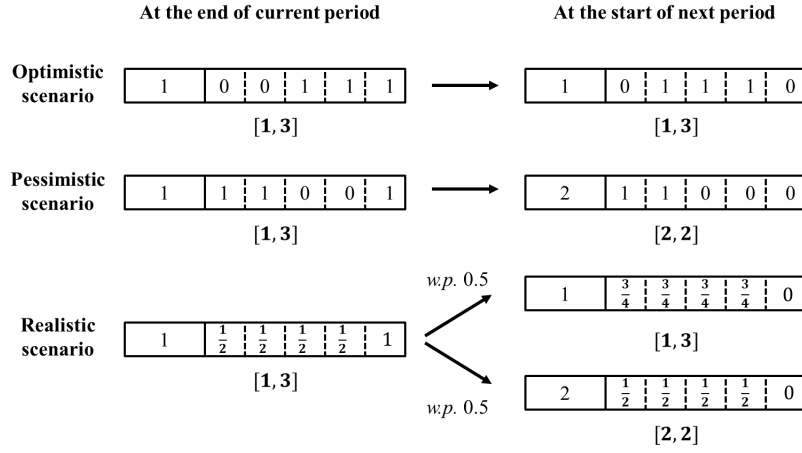 At the end of current period
At the start of next period
Optimistic
scenario
1 0 0 1 1 1
[1, 3]
1 0 1 1 1 0
[1, 3]
Pessimistic
scenario
1 1 1 0 0 1
[1, 3]
2 1 1 0 0 0
[2, 2]
Realistic
scenario
1 1/2 1/2 1/2 1/2 1
[1, 3]
w.p. 0.5
1 3/4 3/4 3/4 3/4 0
[1, 3]
w.p. 0.5
2 1/2 1/2 1/2 1/2 0
[2, 2]